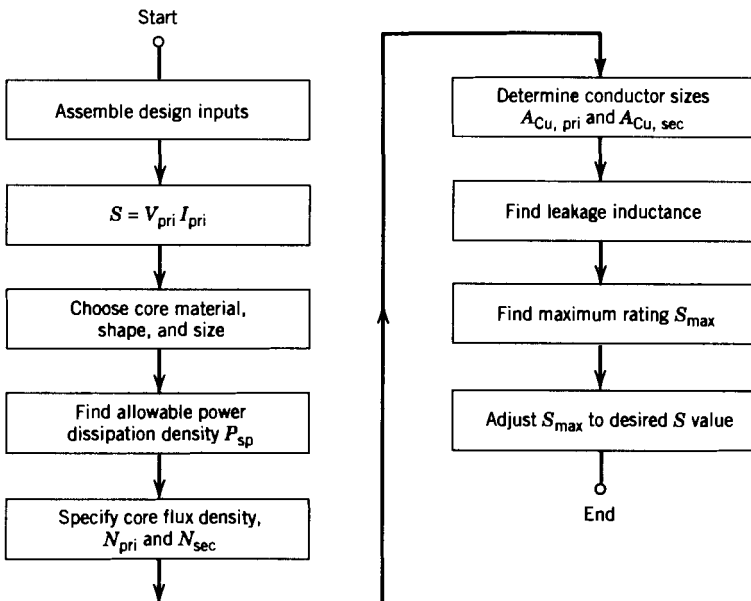 Start
Assemble design inputs
S = V_pri I_pri
Choose core material,
shape, and size
Find allowable power
dissipation density P_sp
Specify core flux density,
N_pri and N_sec
Determine conductor sizes
A_Cu, pri and A_Cu, sec
Find leakage inductance
Find maximum rating S_max
Adjust S_max to desired S value
End